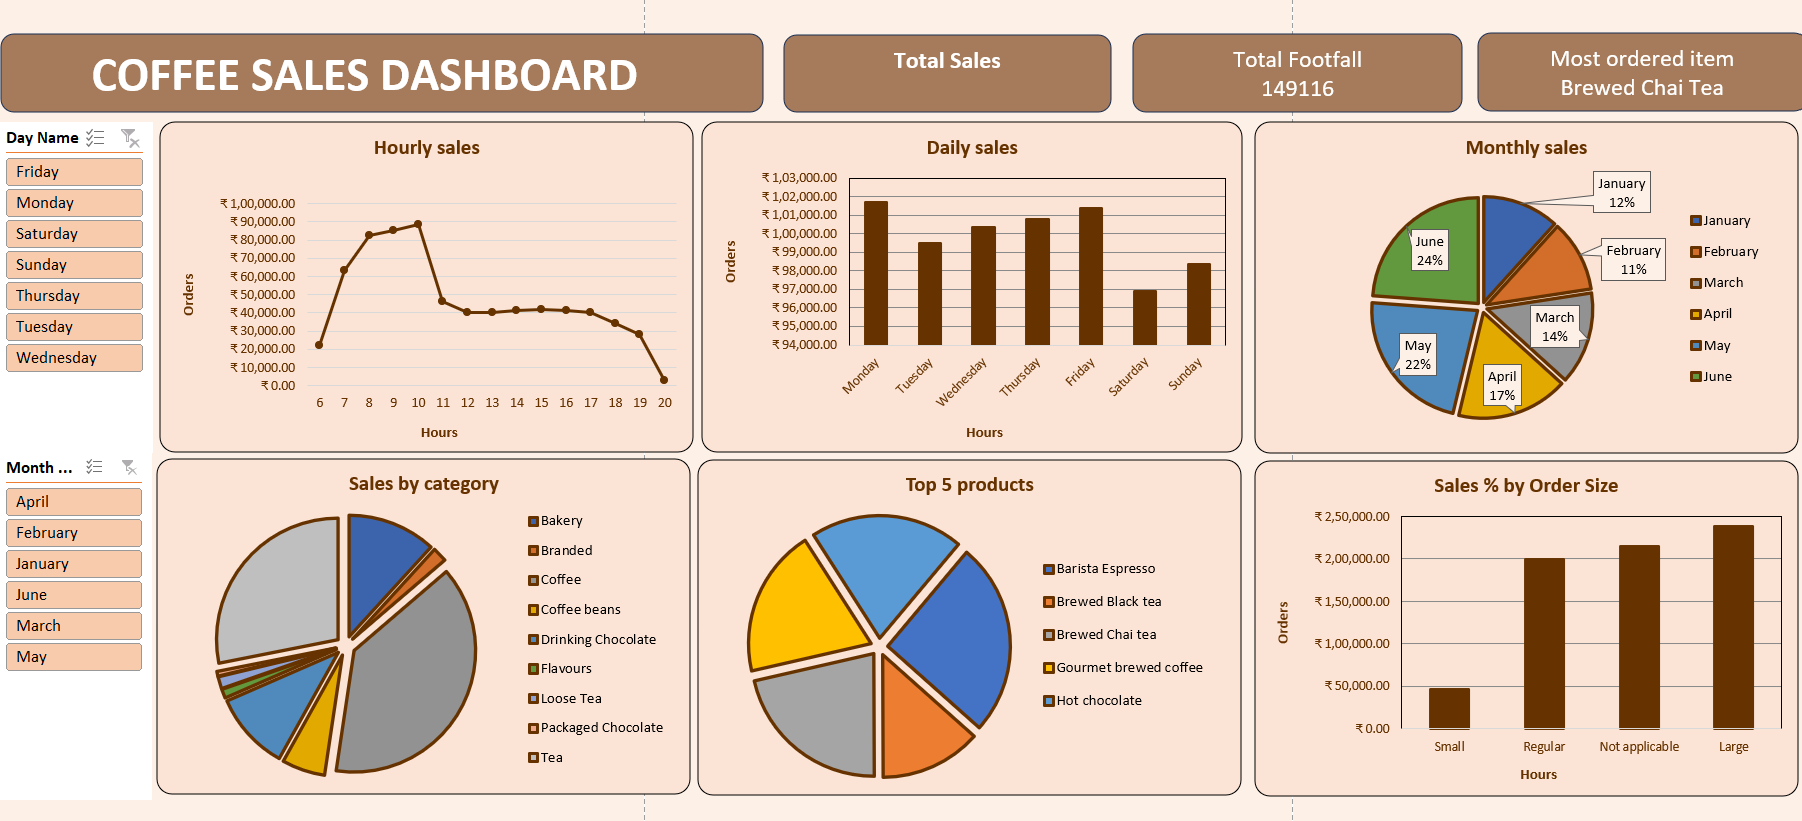 COFFEE SALES DASHBOARD
Total Sales
Total Footfall
149116
Most ordered item
Brewed Chai Tea
Day Name
Friday
Monday
Saturday
Sunday
Thursday
Tuesday
Wednesday
Month ...
April
February
January
June
March
May
Hourly sales
₹ 1,00,000.00
₹ 90,000.00
₹ 80,000.00
₹ 70,000.00
₹ 60,000.00
₹ 50,000.00
₹ 40,000.00
₹ 30,000.00
₹ 20,000.00
₹ 10,000.00
₹ 0.00
Orders
6 7 8 9 10 11 12 13 14 15 16 17 18 19 20
Hours
Daily sales
₹ 1,03,000.00
₹ 1,02,000.00
₹ 1,01,000.00
₹ 1,00,000.00
₹ 99,000.00
₹ 98,000.00
₹ 97,000.00
₹ 96,000.00
₹ 95,000.00
₹ 94,000.00
Orders
Monday Tuesday Wednesday Thursday Friday Saturday Sunday
Hours
Monthly sales
January
12%
February
11%
March
14%
April
17%
May
22%
June
24%
January
February
March
April
May
June
Sales by category
Bakery
Branded
Coffee
Coffee beans
Drinking Chocolate
Flavours
Loose Tea
Packaged Chocolate
Tea
Top 5 products
Barista Espresso
Brewed Black tea
Brewed Chai tea
Gourmet brewed coffee
Hot chocolate
Sales % by Order Size
₹ 2,50,000.00
₹ 2,00,000.00
₹ 1,50,000.00
₹ 1,00,000.00
₹ 50,000.00
₹ 0.00
Orders
Small Regular Not applicable Large
Hours